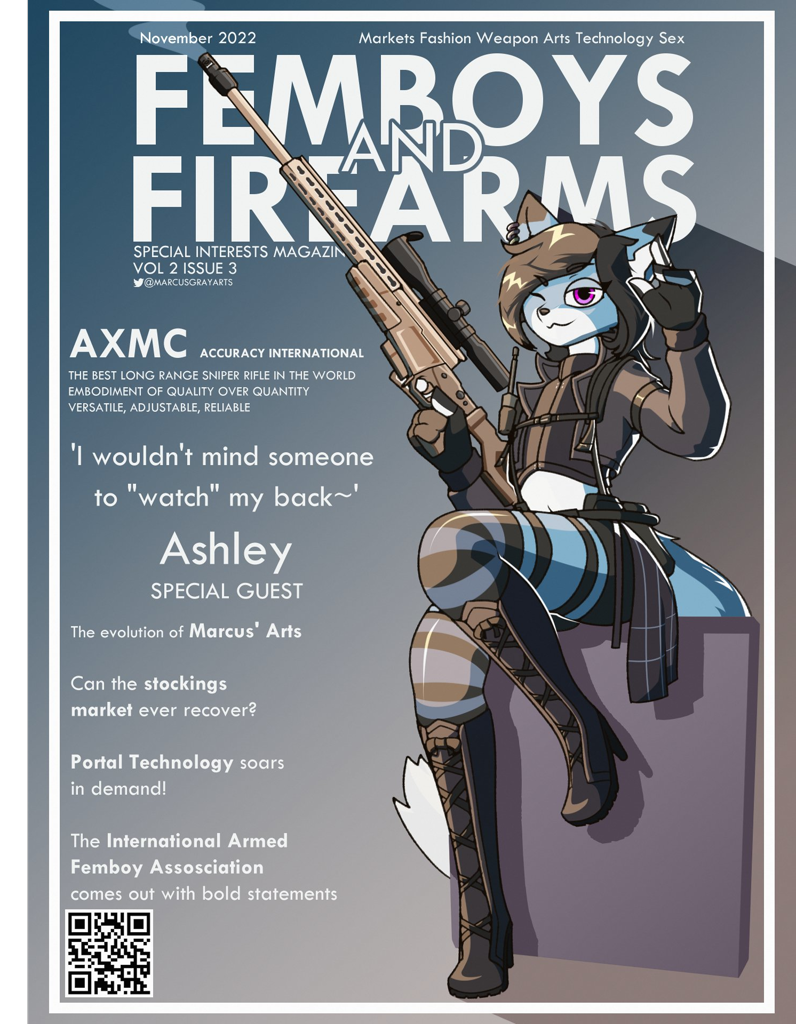 November 2022
Markets Fashion Weapon Arts Technology Sex
FEMBOYS
AND
FIREARMS
SPECIAL INTERESTS MAGAZIN
VOL 2 ISSUE 3
@MARCUSGRAYARTS
AXMC ACCURACY INTERNATIONAL
THE BEST LONG RANGE SNIPER RIFLE IN THE WORLD
EMBODIMENT OF QUALITY OVER QUANTITY
VERSATILE, ADJUSTABLE, RELIABLE
'I wouldn't mind someone
to "watch" my back~'
Ashley
SPECIAL GUEST
The evolution of Marcus' Arts
Can the stockings
market ever recover?
Portal Technology soars
in demand!
The International Armed
Femboy Assosciation
comes out with bold statements